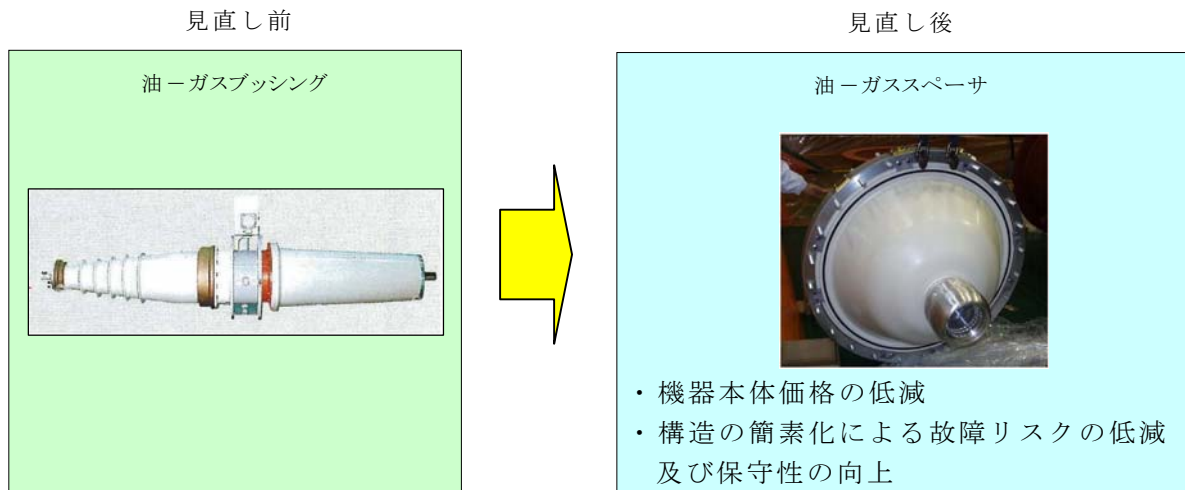 見直し前
見直し後
油－ガスブッシング
油－ガススペーサ
・機器本体価格の低減
・構造の簡素化による故障リスクの低減
及び保守性の向上